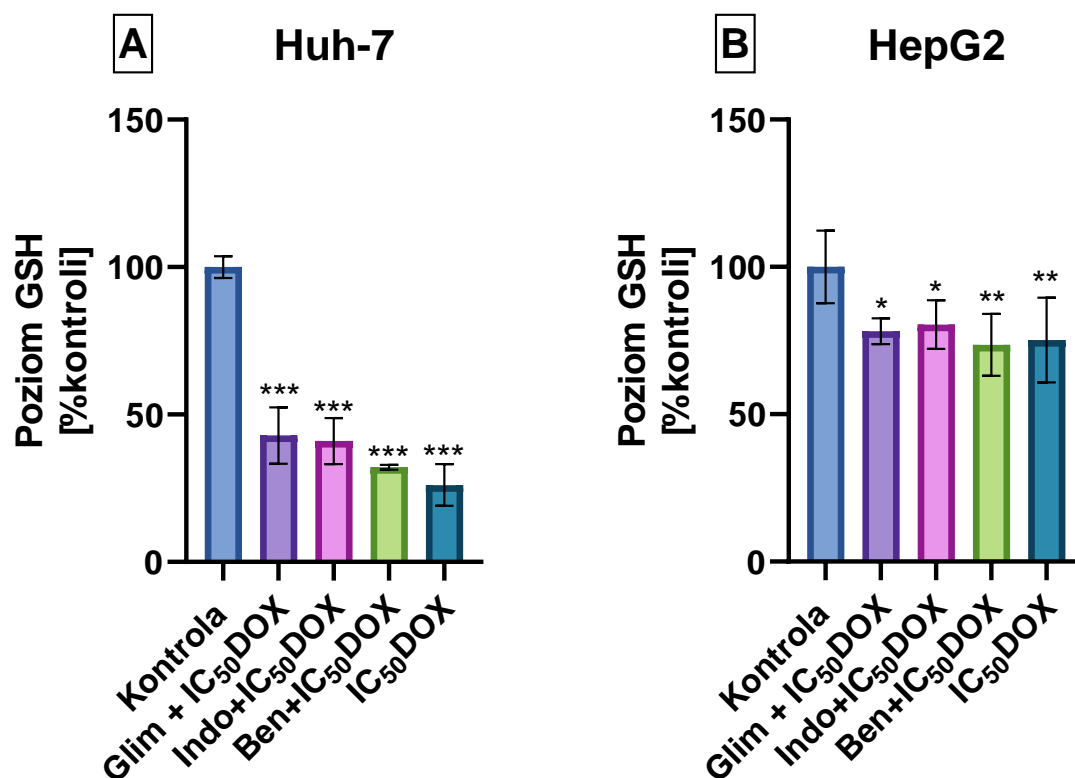 A Huh-7
150
100
50
0
Poziom GSH
[%kontroli]
***
***
***
***
Kontrola
Glim + IC₅₀DOX
Indo+IC₅₀DOX
Ben+IC₅₀DOX
IC₅₀DOX
B HepG2
150
100
50
0
Poziom GSH
[%kontroli]
*
*
**
**
Kontrola
Glim + IC₅₀DOX
Indo+IC₅₀DOX
Ben+IC₅₀DOX
IC₅₀DOX